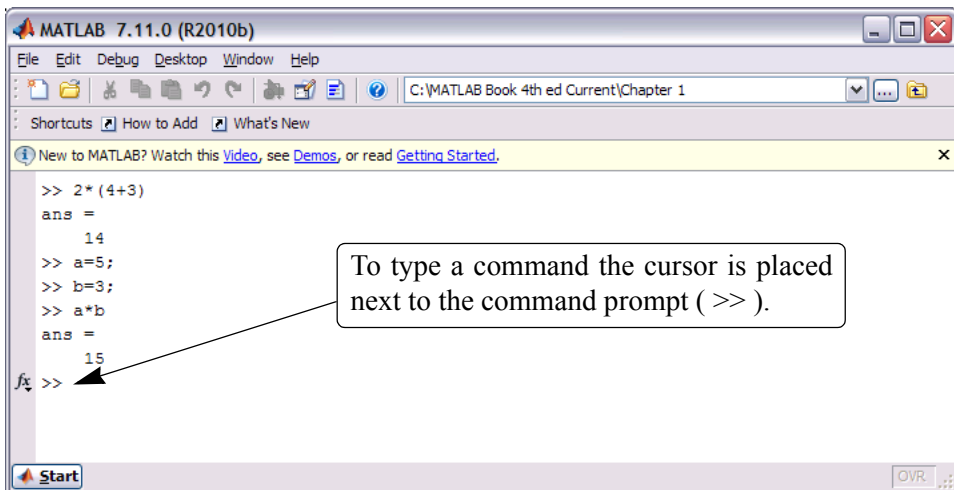 MATLAB 7.11.0 (R2010b)
File Edit Debug Desktop Window Help
C:\MATLAB Book 4th ed Current\Chapter 1
Shortcuts How to Add What's New
New to MATLAB? Watch this Video, see Demos, or read Getting Started.
>> 2*(4+3)
ans =
14
>> a=5;
>> b=3;
>> a*b
ans =
15
fx >>
To type a command the cursor is placed
next to the command prompt ( >> ).
Start
OVR